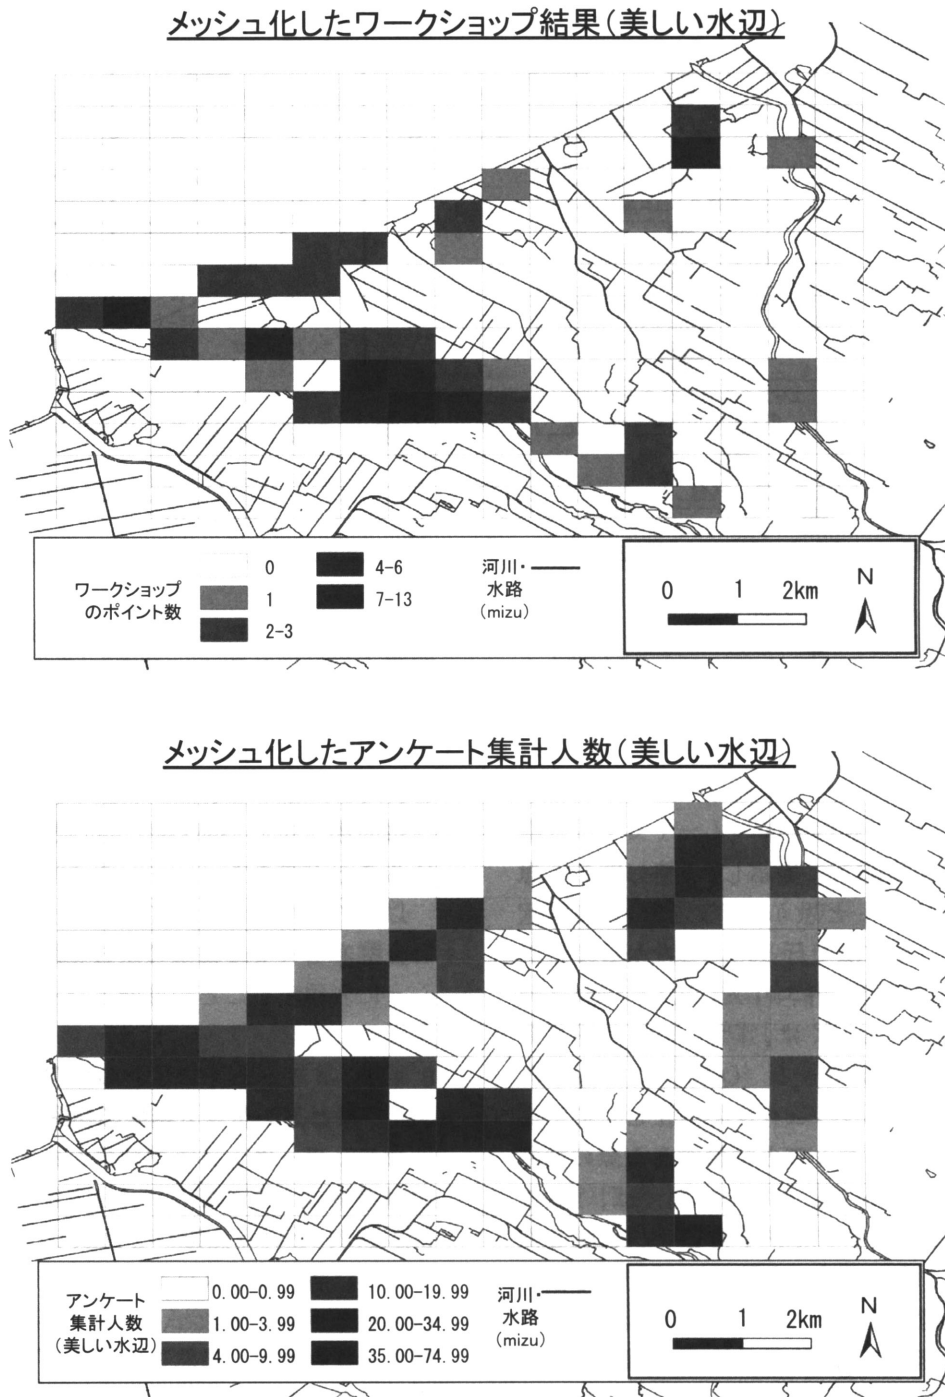 メッシュ化したワークショップ結果(美しい水辺)
ワークショップ
のポイント数
0
1
2-3
4-6
7-13
河川・
水路
(mizu)
0 1 2km
N
メッシュ化したアンケート集計人数(美しい水辺)
アンケート
集計人数
(美しい水辺)
0.00-0.99
1.00-3.99
4.00-9.99
10.00-19.99
20.00-34.99
35.00-74.99
河川・
水路
(mizu)
0 1 2km
N